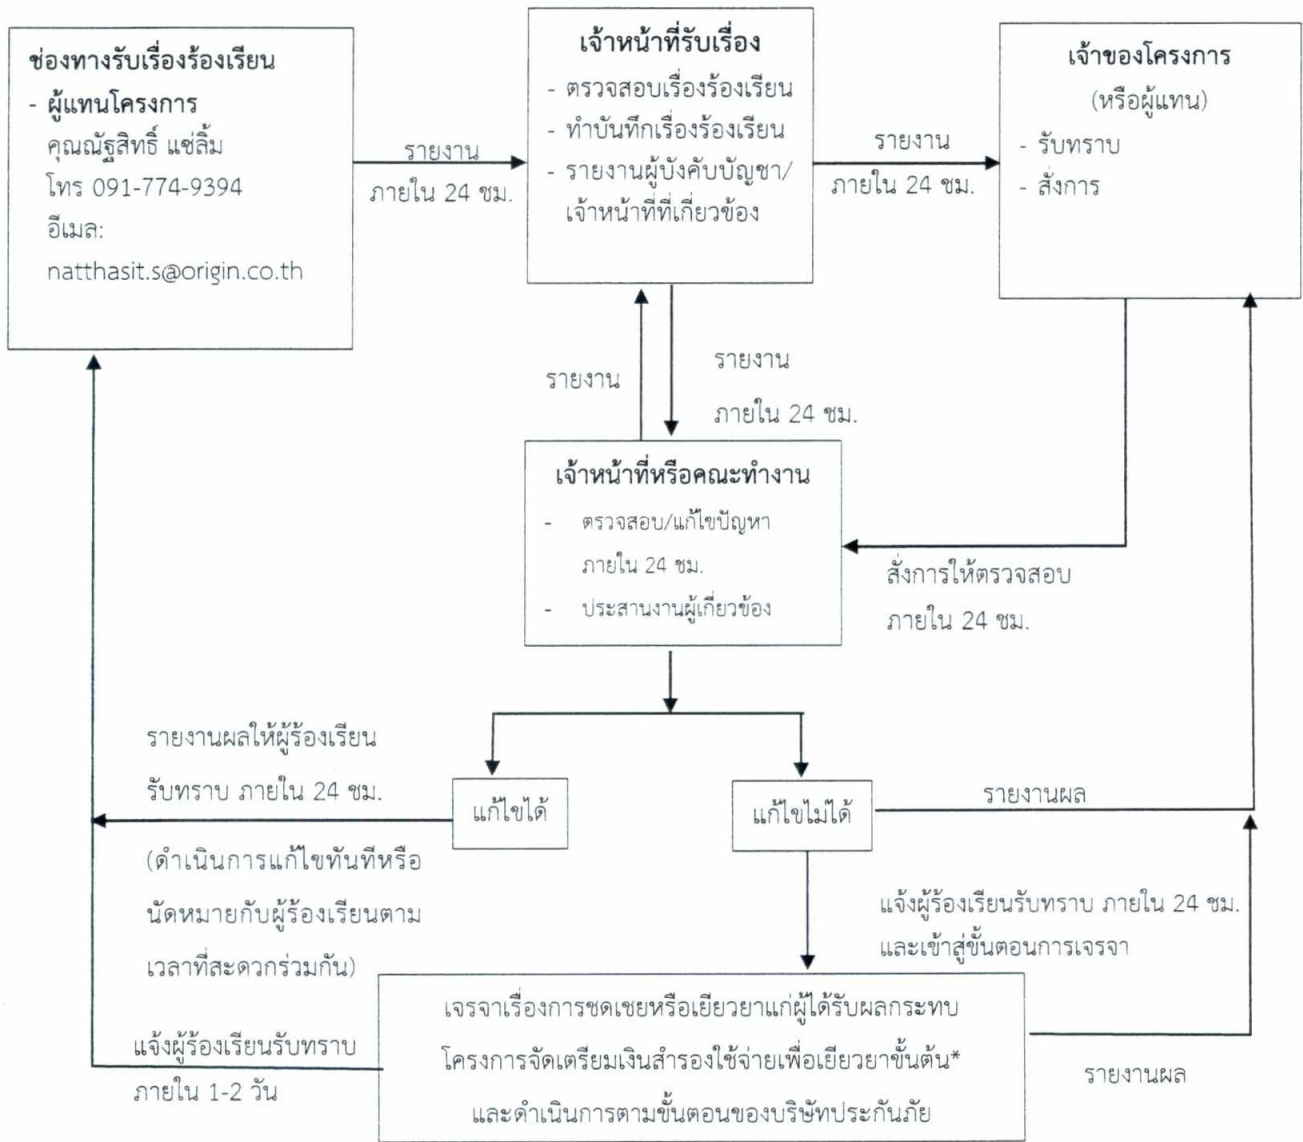 ช่องทางรับเรื่องร้องเรียน
- ผู้แทนโครงการ
คุณณัฐสิทธิ์ แซ่ลิ้ม
โทร 091-774-9394
อีเมล:
natthasit.s@origin.co.th
รายงาน
ภายใน 24 ชม.
เจ้าหน้าที่รับเรื่อง
- ตรวจสอบเรื่องร้องเรียน
- ทำบันทึกเรื่องร้องเรียน
- รายงานผู้บังคับบัญชา/
เจ้าหน้าที่ที่เกี่ยวข้อง
รายงาน
ภายใน 24 ชม.
เจ้าของโครงการ
(หรือผู้แทน)
- รับทราบ
- สั่งการ
รายงาน
รายงาน
ภายใน 24 ชม.
เจ้าหน้าที่หรือคณะทำงาน
- ตรวจสอบ/แก้ไขปัญหา
ภายใน 24 ชม.
- ประสานงานผู้เกี่ยวข้อง
สั่งการให้ตรวจสอบ
ภายใน 24 ชม.
รายงานผลให้ผู้ร้องเรียน
รับทราบ ภายใน 24 ชม.
(ดำเนินการแก้ไขทันทีหรือ
นัดหมายกับผู้ร้องเรียนตาม
เวลาที่สะดวกร่วมกัน)
แก้ไขได้
แก้ไขไม่ได้
รายงานผล
แจ้งผู้ร้องเรียนรับทราบ ภายใน 24 ชม.
และเข้าสู่ขั้นตอนการเจรจา
แจ้งผู้ร้องเรียนรับทราบ
ภายใน 1-2 วัน
เจรจาเรื่องการชดเชยหรือเยียวยาแก่ผู้ได้รับผลกระทบ
โครงการจัดเตรียมเงินสำรองใช้จ่ายเพื่อเยียวยาขั้นต้น*
และดำเนินการตามขั้นตอนของบริษัทประกันภัย
รายงานผล